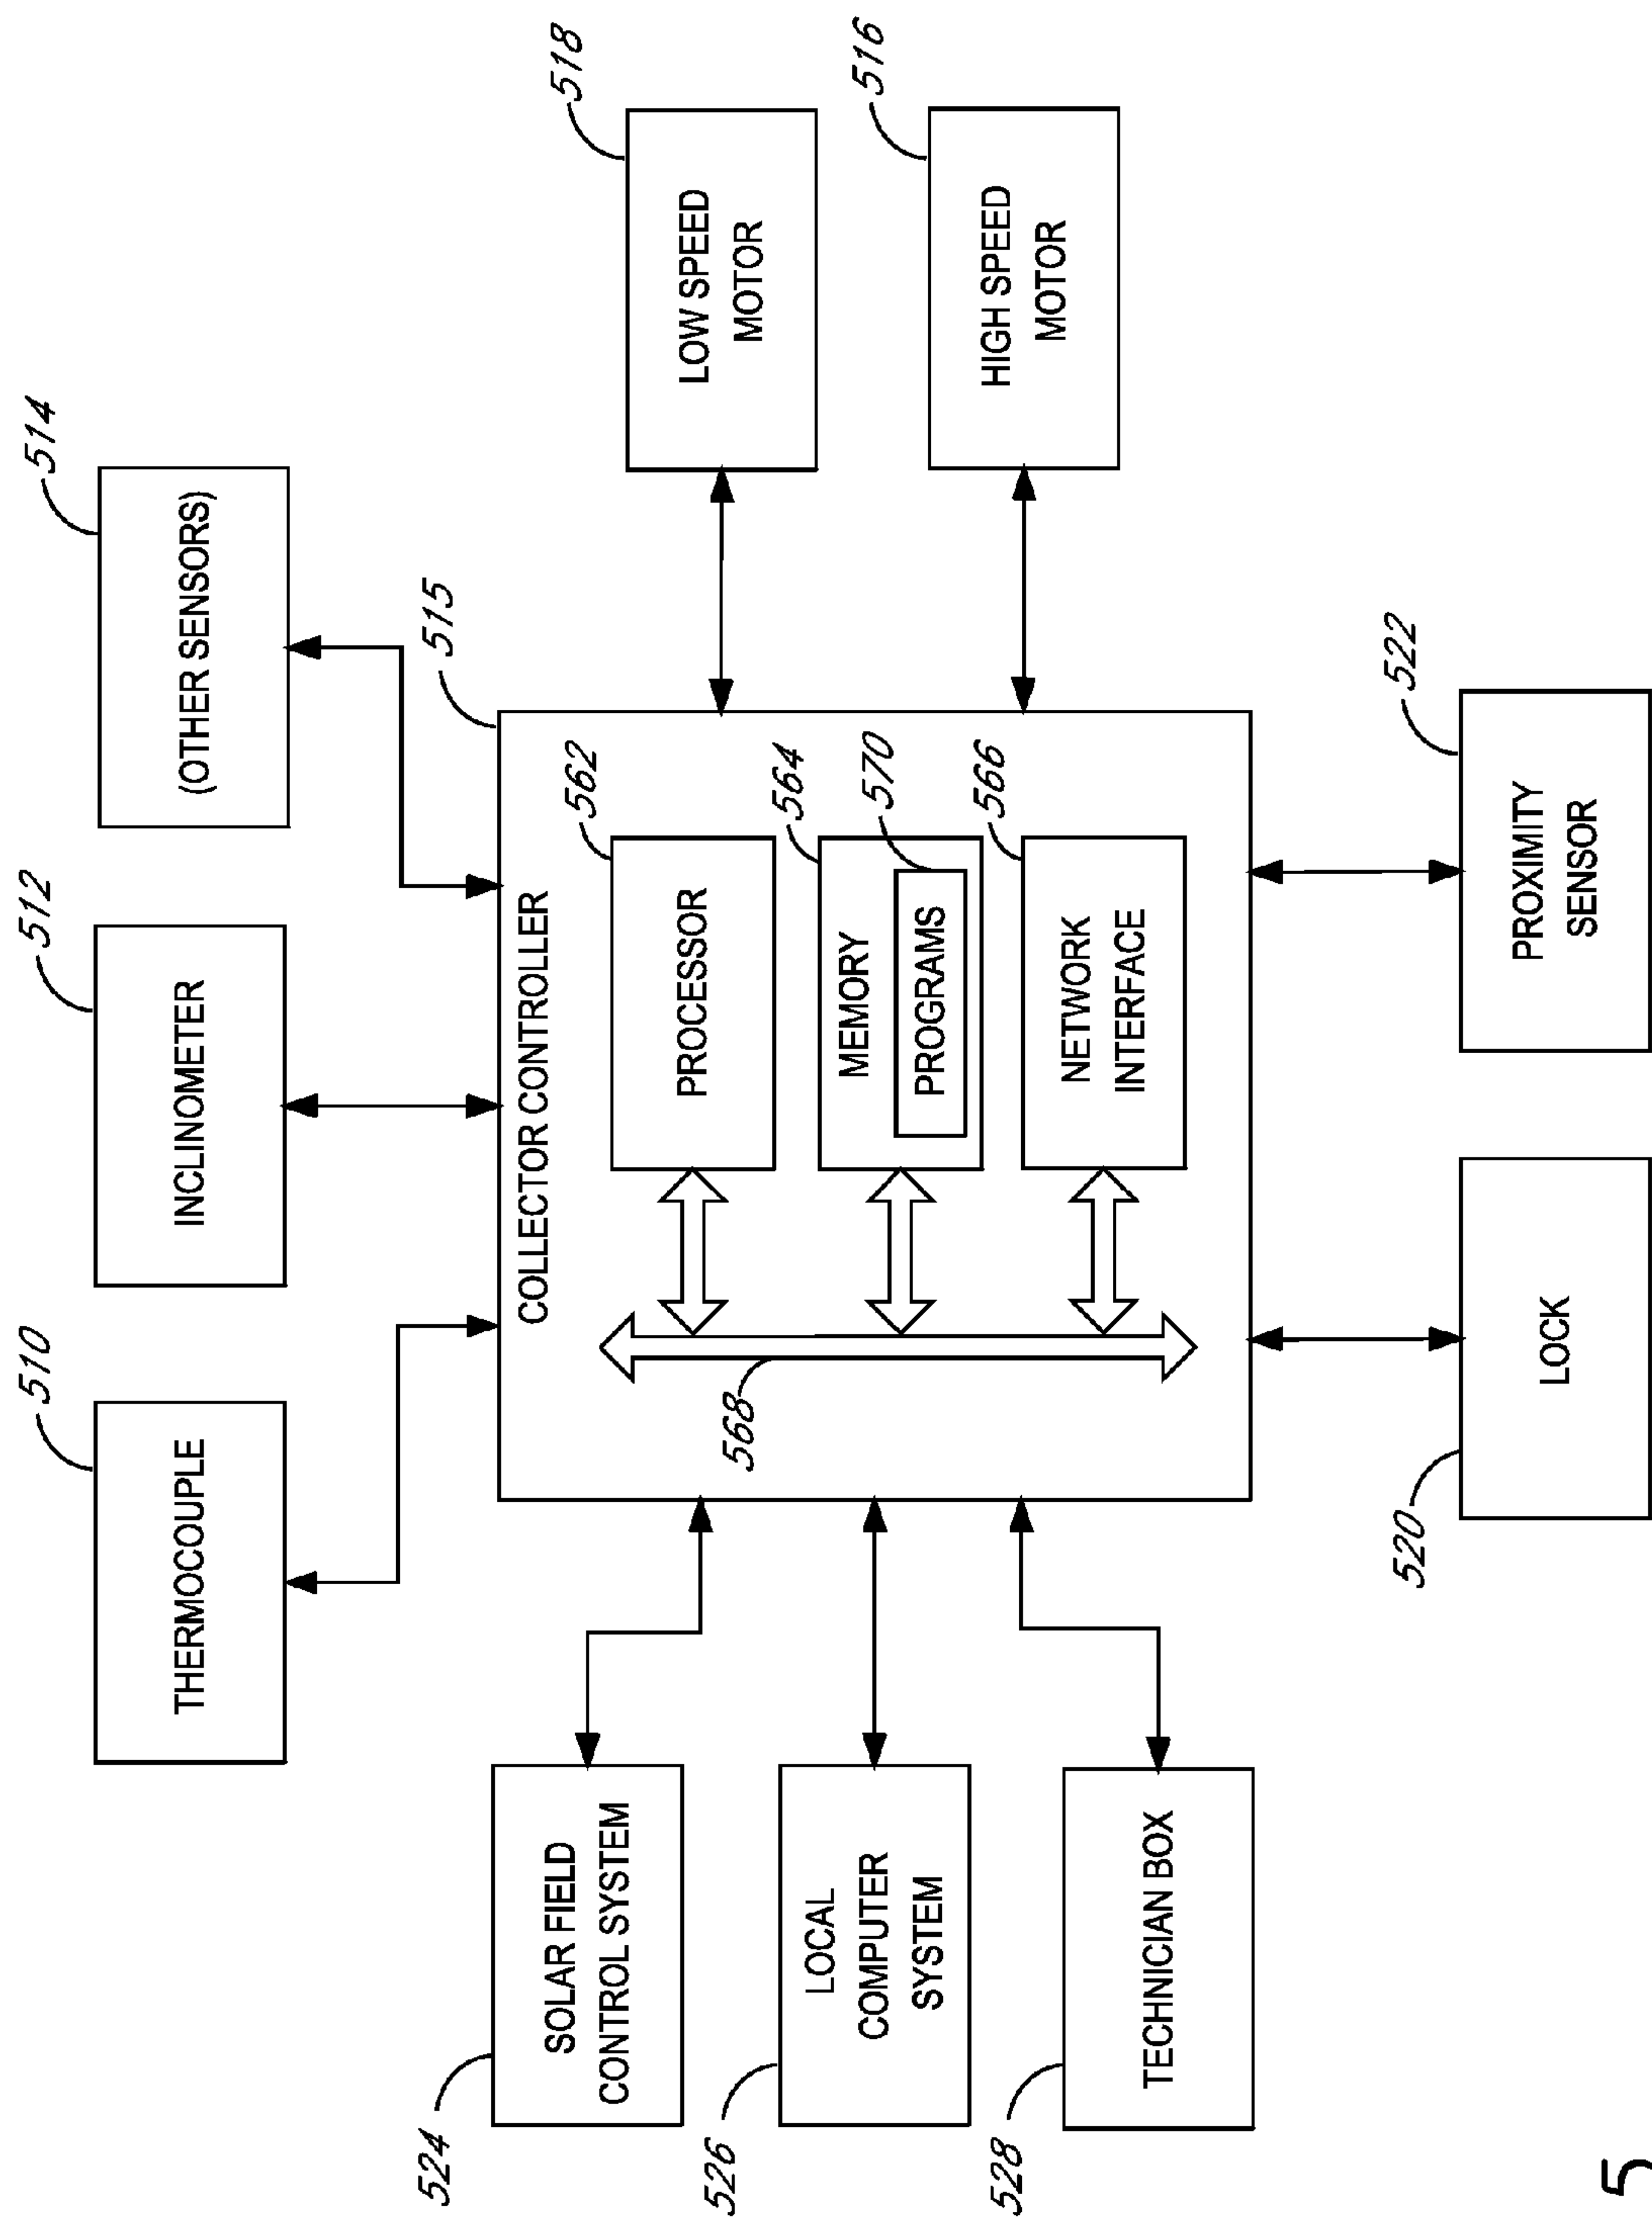 510
THERMOCOUPLE
512
INCLINOMETER
514
(OTHER SENSORS)
515
COLLECTOR CONTROLLER
524
SOLAR FIELD
CONTROL SYSTEM
526
LOCAL
COMPUTER
SYSTEM
528
TECHNICIAN BOX
568
562
PROCESSOR
564
MEMORY
570
PROGRAMS
566
NETWORK
INTERFACE
518
LOW SPEED
MOTOR
516
HIGH SPEED
MOTOR
520
LOCK
522
PROXIMITY
SENSOR
5